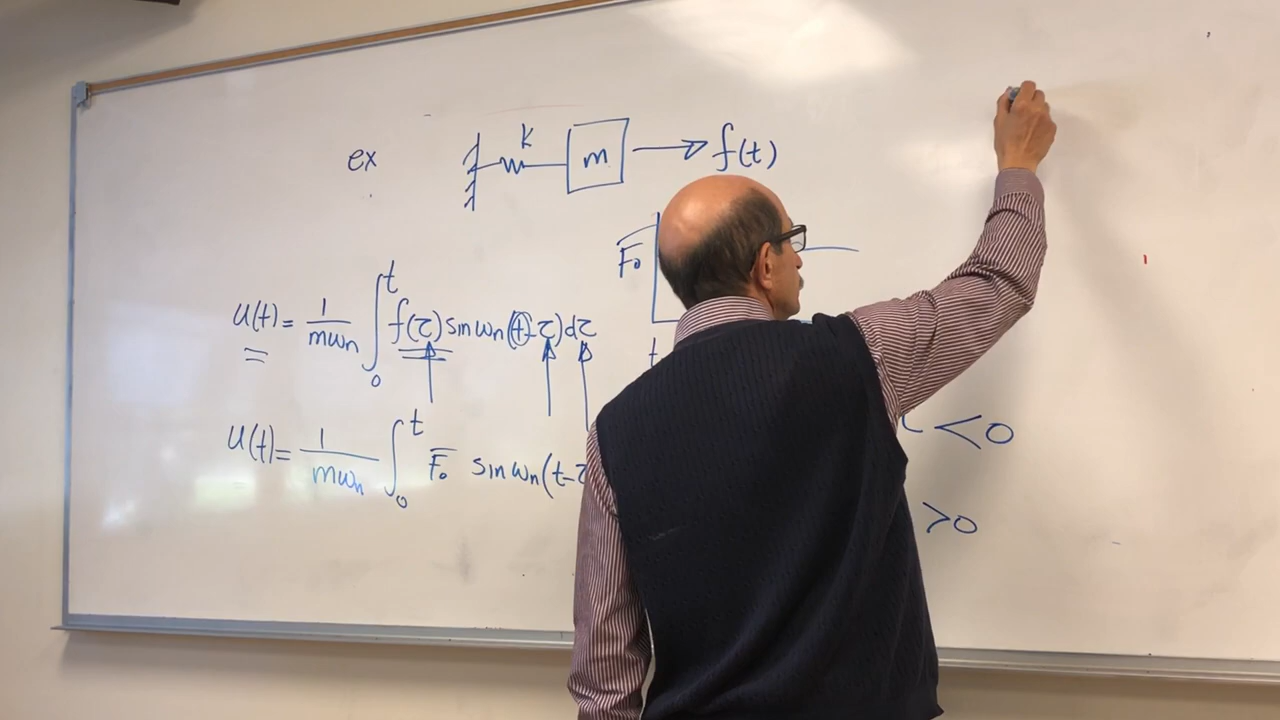 ex
K
m
f(t)
F₀
u(t) = 1/(mωₙ) ∫₀ᵗ f(τ) sin ωₙ(t-τ)dτ
t
u(t) = 1/(mωₙ) ∫₀ᵗ F₀ sin ωₙ(t-τ
<0
>0